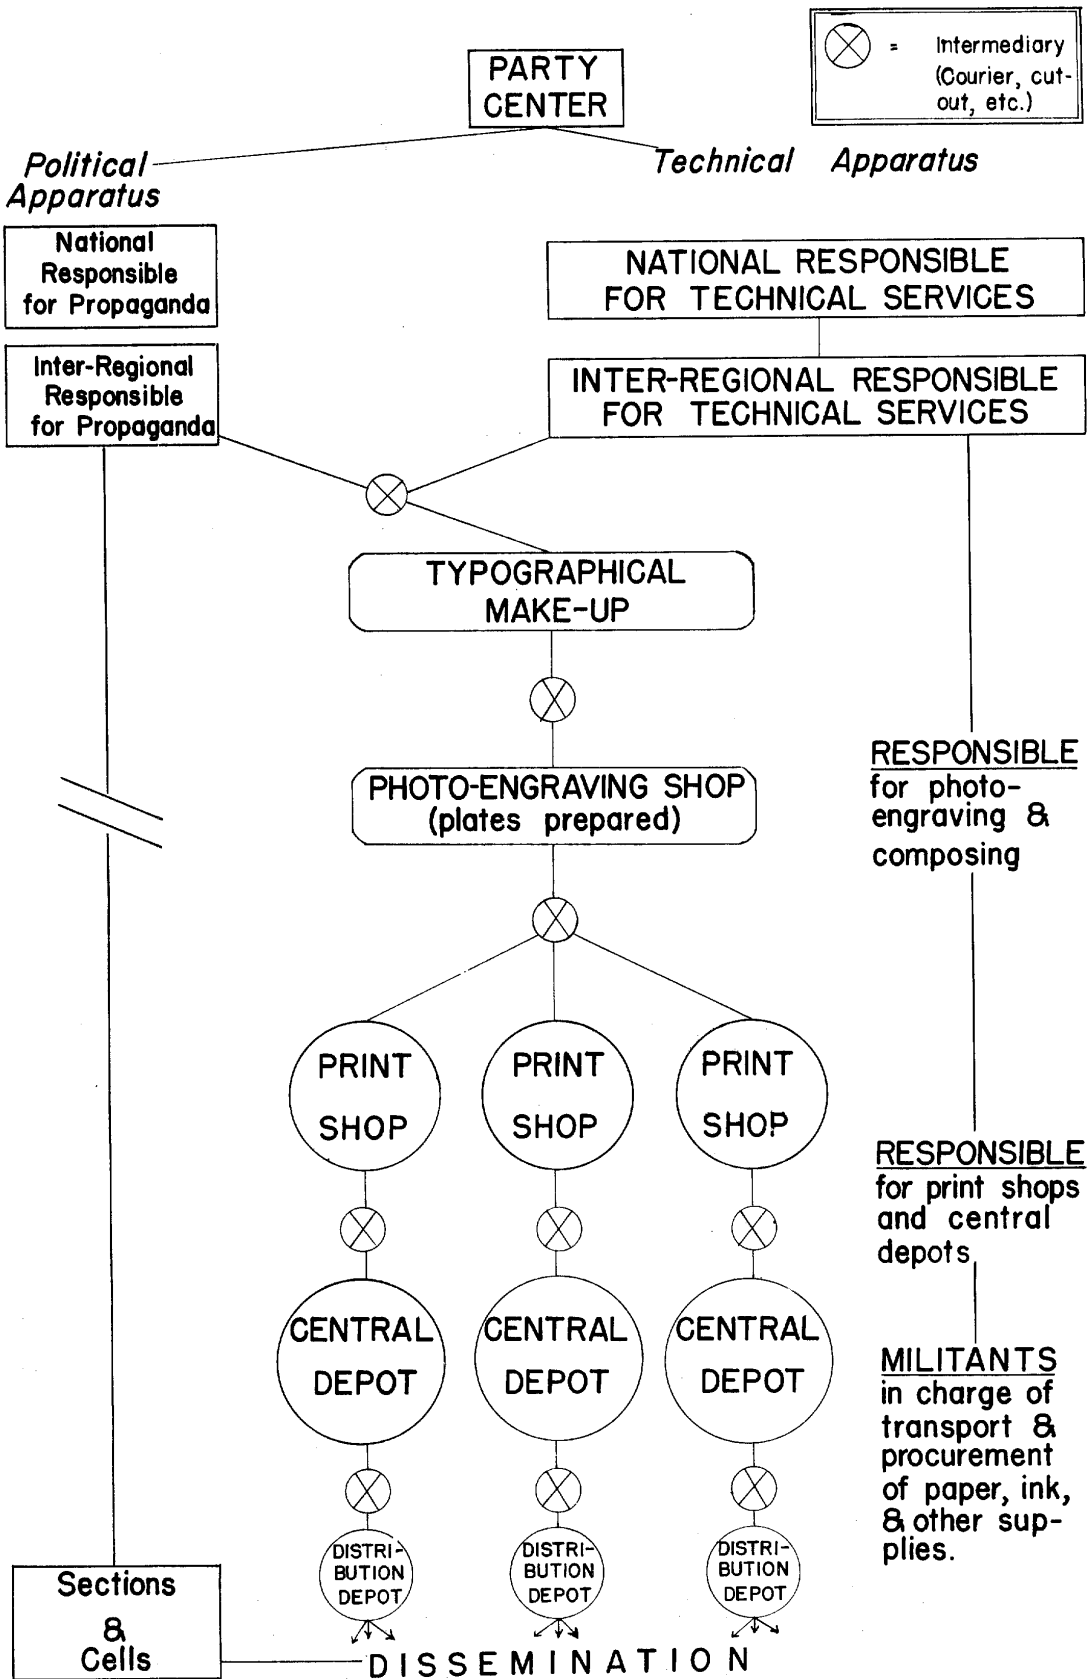 = Intermediary
(Courier, cut-
out, etc.)
PARTY
CENTER
Political
Apparatus
Technical Apparatus
National
Responsible
for Propaganda
NATIONAL RESPONSIBLE
FOR TECHNICAL SERVICES
Inter-Regional
Responsible
for Propaganda
INTER-REGIONAL RESPONSIBLE
FOR TECHNICAL SERVICES
TYPOGRAPHICAL
MAKE-UP
PHOTO-ENGRAVING SHOP
(plates prepared)
RESPONSIBLE
for photo-
engraving &
composing
PRINT
SHOP
PRINT
SHOP
PRINT
SHOP
RESPONSIBLE
for print shops
and central
depots
CENTRAL
DEPOT
CENTRAL
DEPOT
CENTRAL
DEPOT
MILITANTS
in charge of
transport &
procurement
of paper, ink,
& other sup-
plies.
DISTRI-
BUTION
DEPOT
DISTRI-
BUTION
DEPOT
DISTRI-
BUTION
DEPOT
Sections
&
Cells
DISSEMINATION